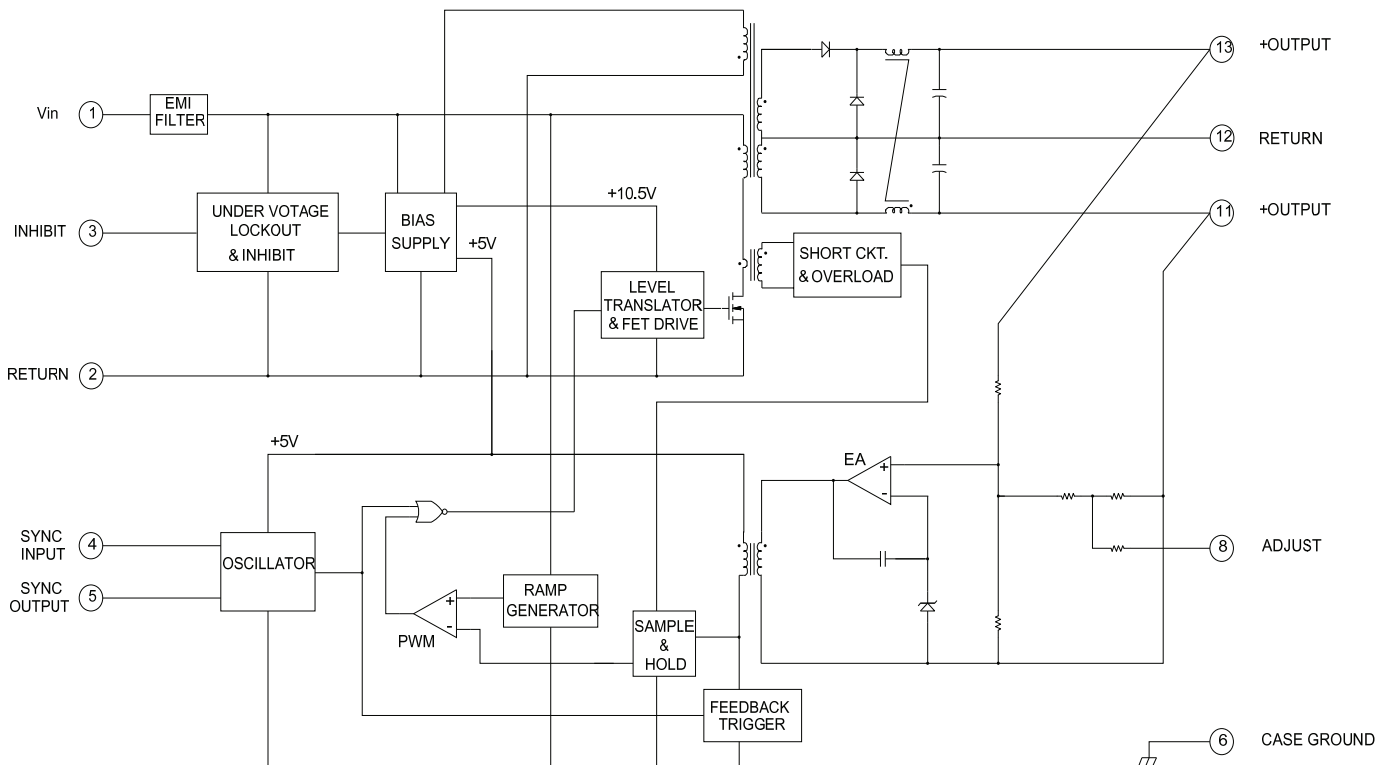 13 +OUTPUT
Vin 1
EMI
FILTER
12 RETURN
+10.5V
INHIBIT 3
UNDER VOTAGE
LOCKOUT
& INHIBIT
BIAS
SUPPLY
+5V
11 +OUTPUT
SHORT CKT.
& OVERLOAD
LEVEL
TRANSLATOR
& FET DRIVE
RETURN 2
+5V
EA
+
-
SYNC
INPUT
4
OSCILLATOR
8 ADJUST
SYNC
OUTPUT
5
RAMP
GENERATOR
+
-
PWM
SAMPLE
&
HOLD
FEEDBACK
TRIGGER
6 CASE GROUND